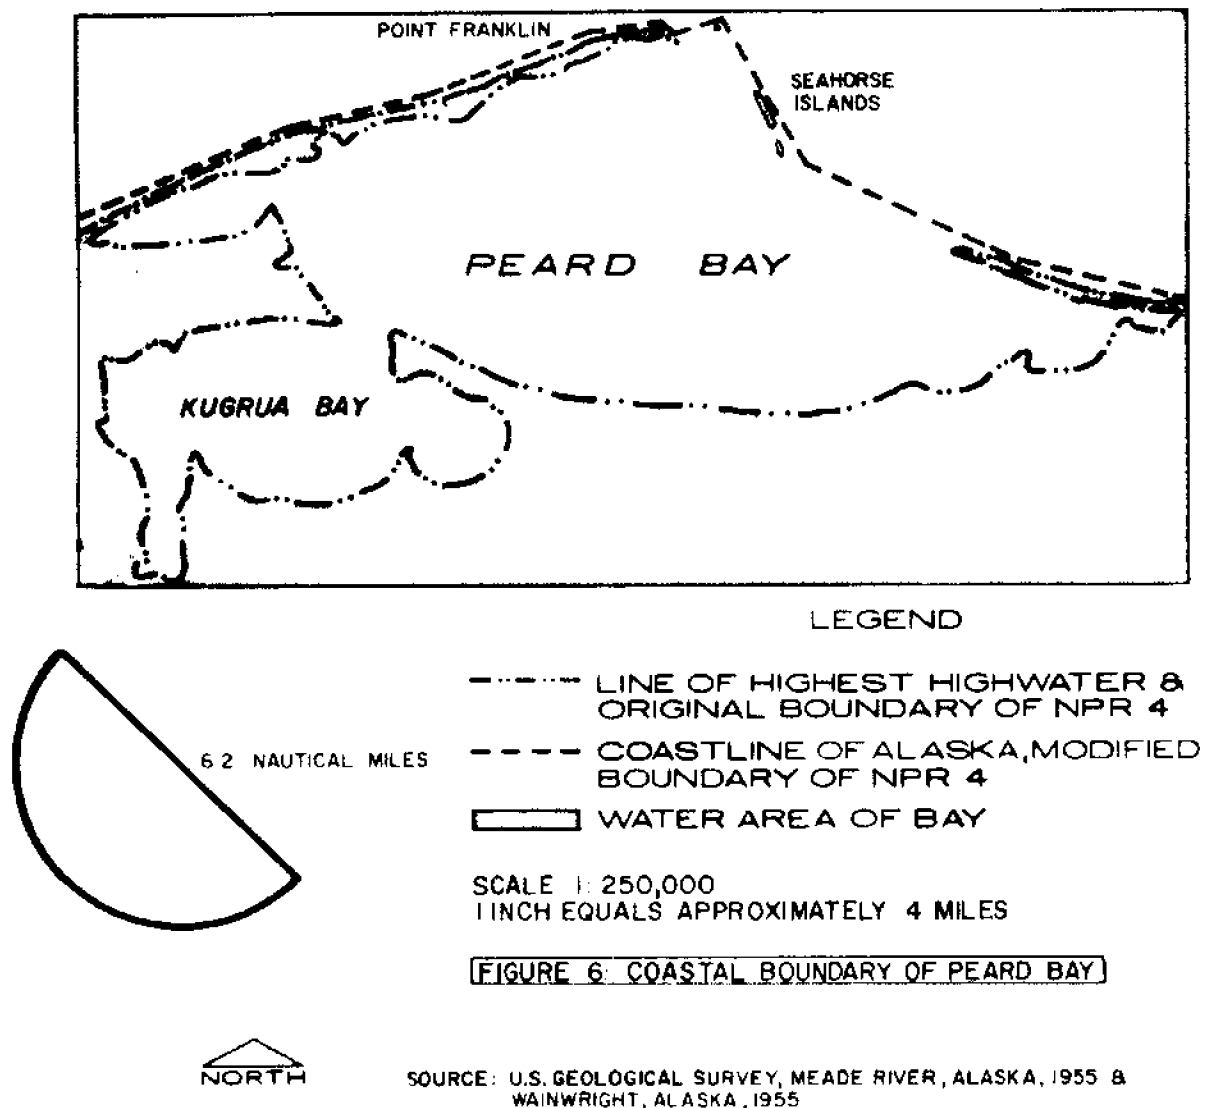 POINT FRANKLIN
SEAHORSE
ISLANDS
PEARD BAY
KUGRUA BAY
LEGEND
6.2 NAUTICAL MILES
LINE OF HIGHEST HIGHWATER &
ORIGINAL BOUNDARY OF NPR 4
COASTLINE OF ALASKA, MODIFIED
BOUNDARY OF NPR 4
WATER AREA OF BAY
SCALE 1:250,000
1 INCH EQUALS APPROXIMATELY 4 MILES
FIGURE 6: COASTAL BOUNDARY OF PEARD BAY
NORTH
SOURCE: U.S. GEOLOGICAL SURVEY, MEADE RIVER, ALASKA, 1955 &
WAINWRIGHT, ALASKA, 1955